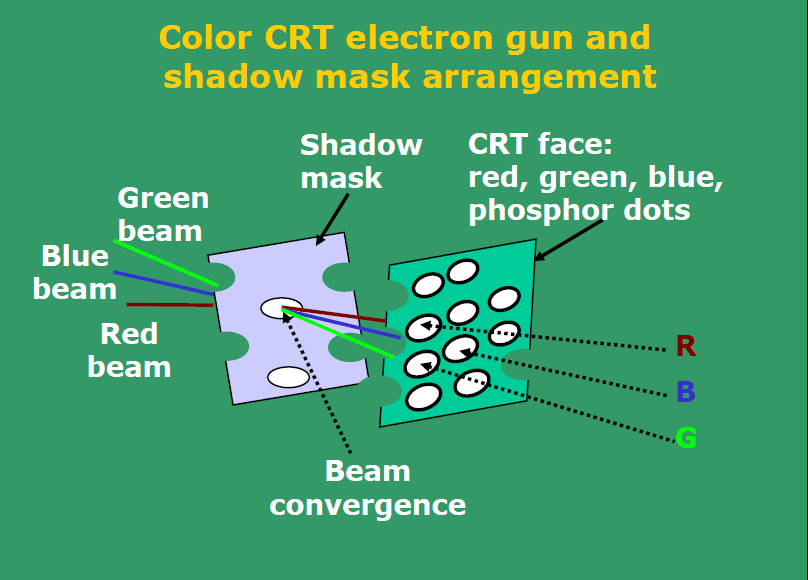 Color CRT electron gun and
shadow mask arrangement
Shadow
mask
CRT face:
red, green, blue,
phosphor dots
Green
beam
Blue
beam
Red
beam
R
B
G
Beam
convergence